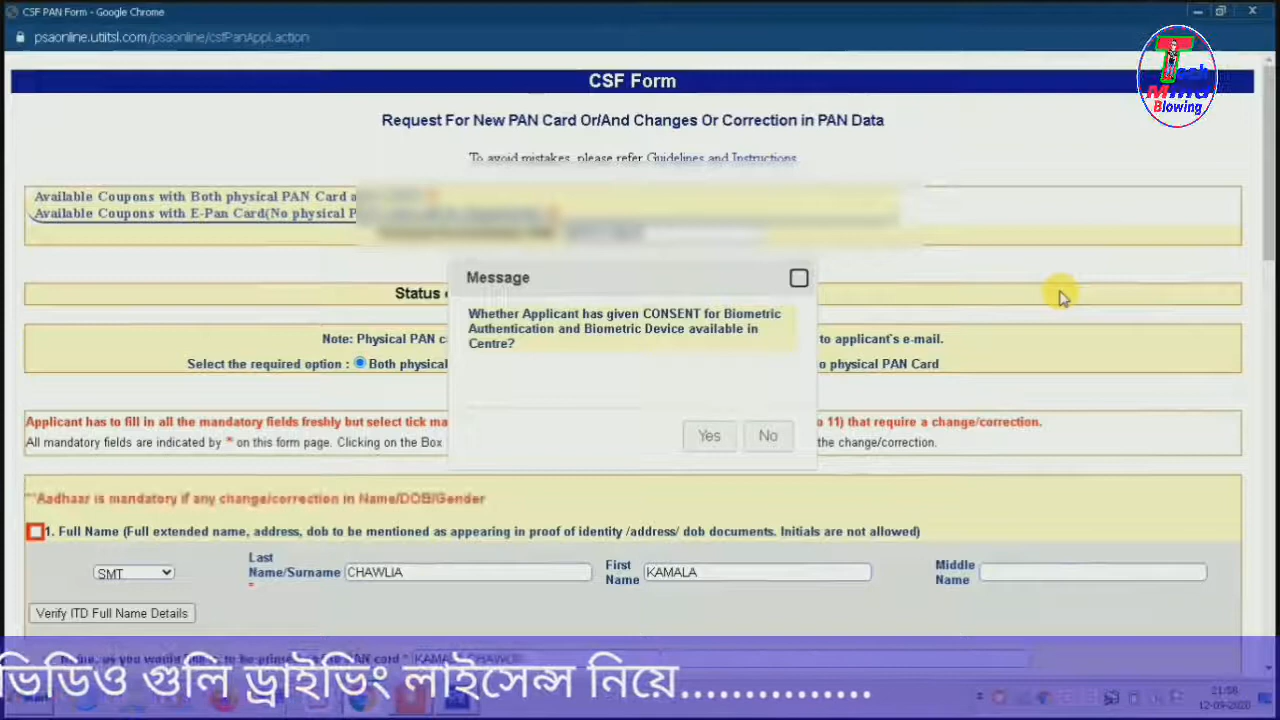 CSF PAN Form - Google Chrome
psaonline.utiitsl.com/psaonline/csfPanAppl.action
Tech
Mind
Blowing
CSF Form
Request For New PAN Card Or/And Changes Or Correction in PAN Data
To avoid mistakes, please refer Guidelines and Instructions
Available Coupons with Both physical PAN Card a
Available Coupons with E-Pan Card(No physical P
Status
Message
Whether Applicant has given CONSENT for Biometric
Authentication and Biometric Device available in
Centre?
Yes No
Note: Physical PAN c to applicant`s e-mail.
Select the required option : Both physical o physical PAN Card
Applicant has to fill in all the mandatory fields freshly but select tick ma o 11) that require a change/correction.
All mandatory fields are indicated by * on this form page. Clicking on the Box the change/correction.
**Aadhaar is mandatory if any change/correction in Name/DOB/Gender
1. Full Name (Full extended name, address, dob to be mentioned as appearing in proof of identity /address/ dob documents. Initials are not allowed)
SMT Last Name/Surname * CHAWLIA First Name KAMALA Middle Name
Verify ITD Full Name Details
ভিডিও গুলি ড্রাইভিং লাইসেন্স নিয়ে...............
21:58
12-09-2020